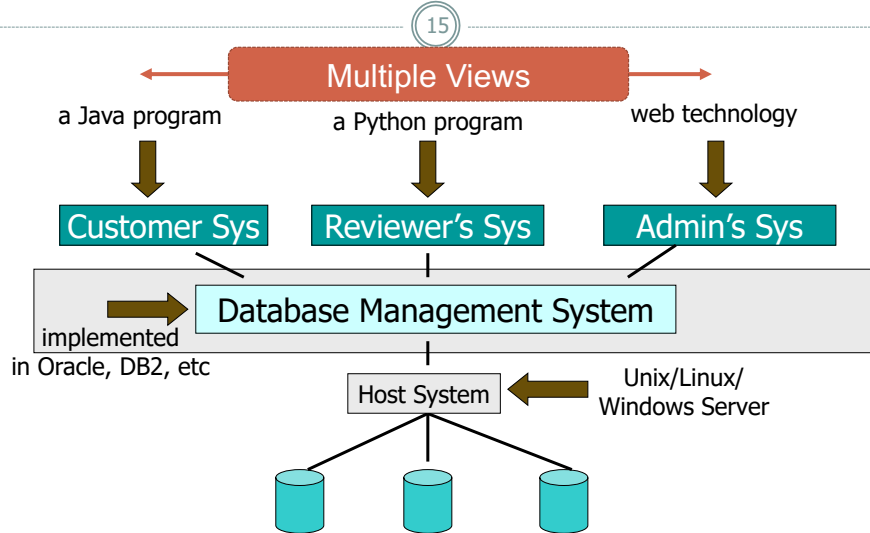 15
Multiple Views
a Java program
a Python program
web technology
Customer Sys
Reviewer's Sys
Admin's Sys
Database Management System
implemented
in Oracle, DB2, etc
Host System
Unix/Linux/
Windows Server